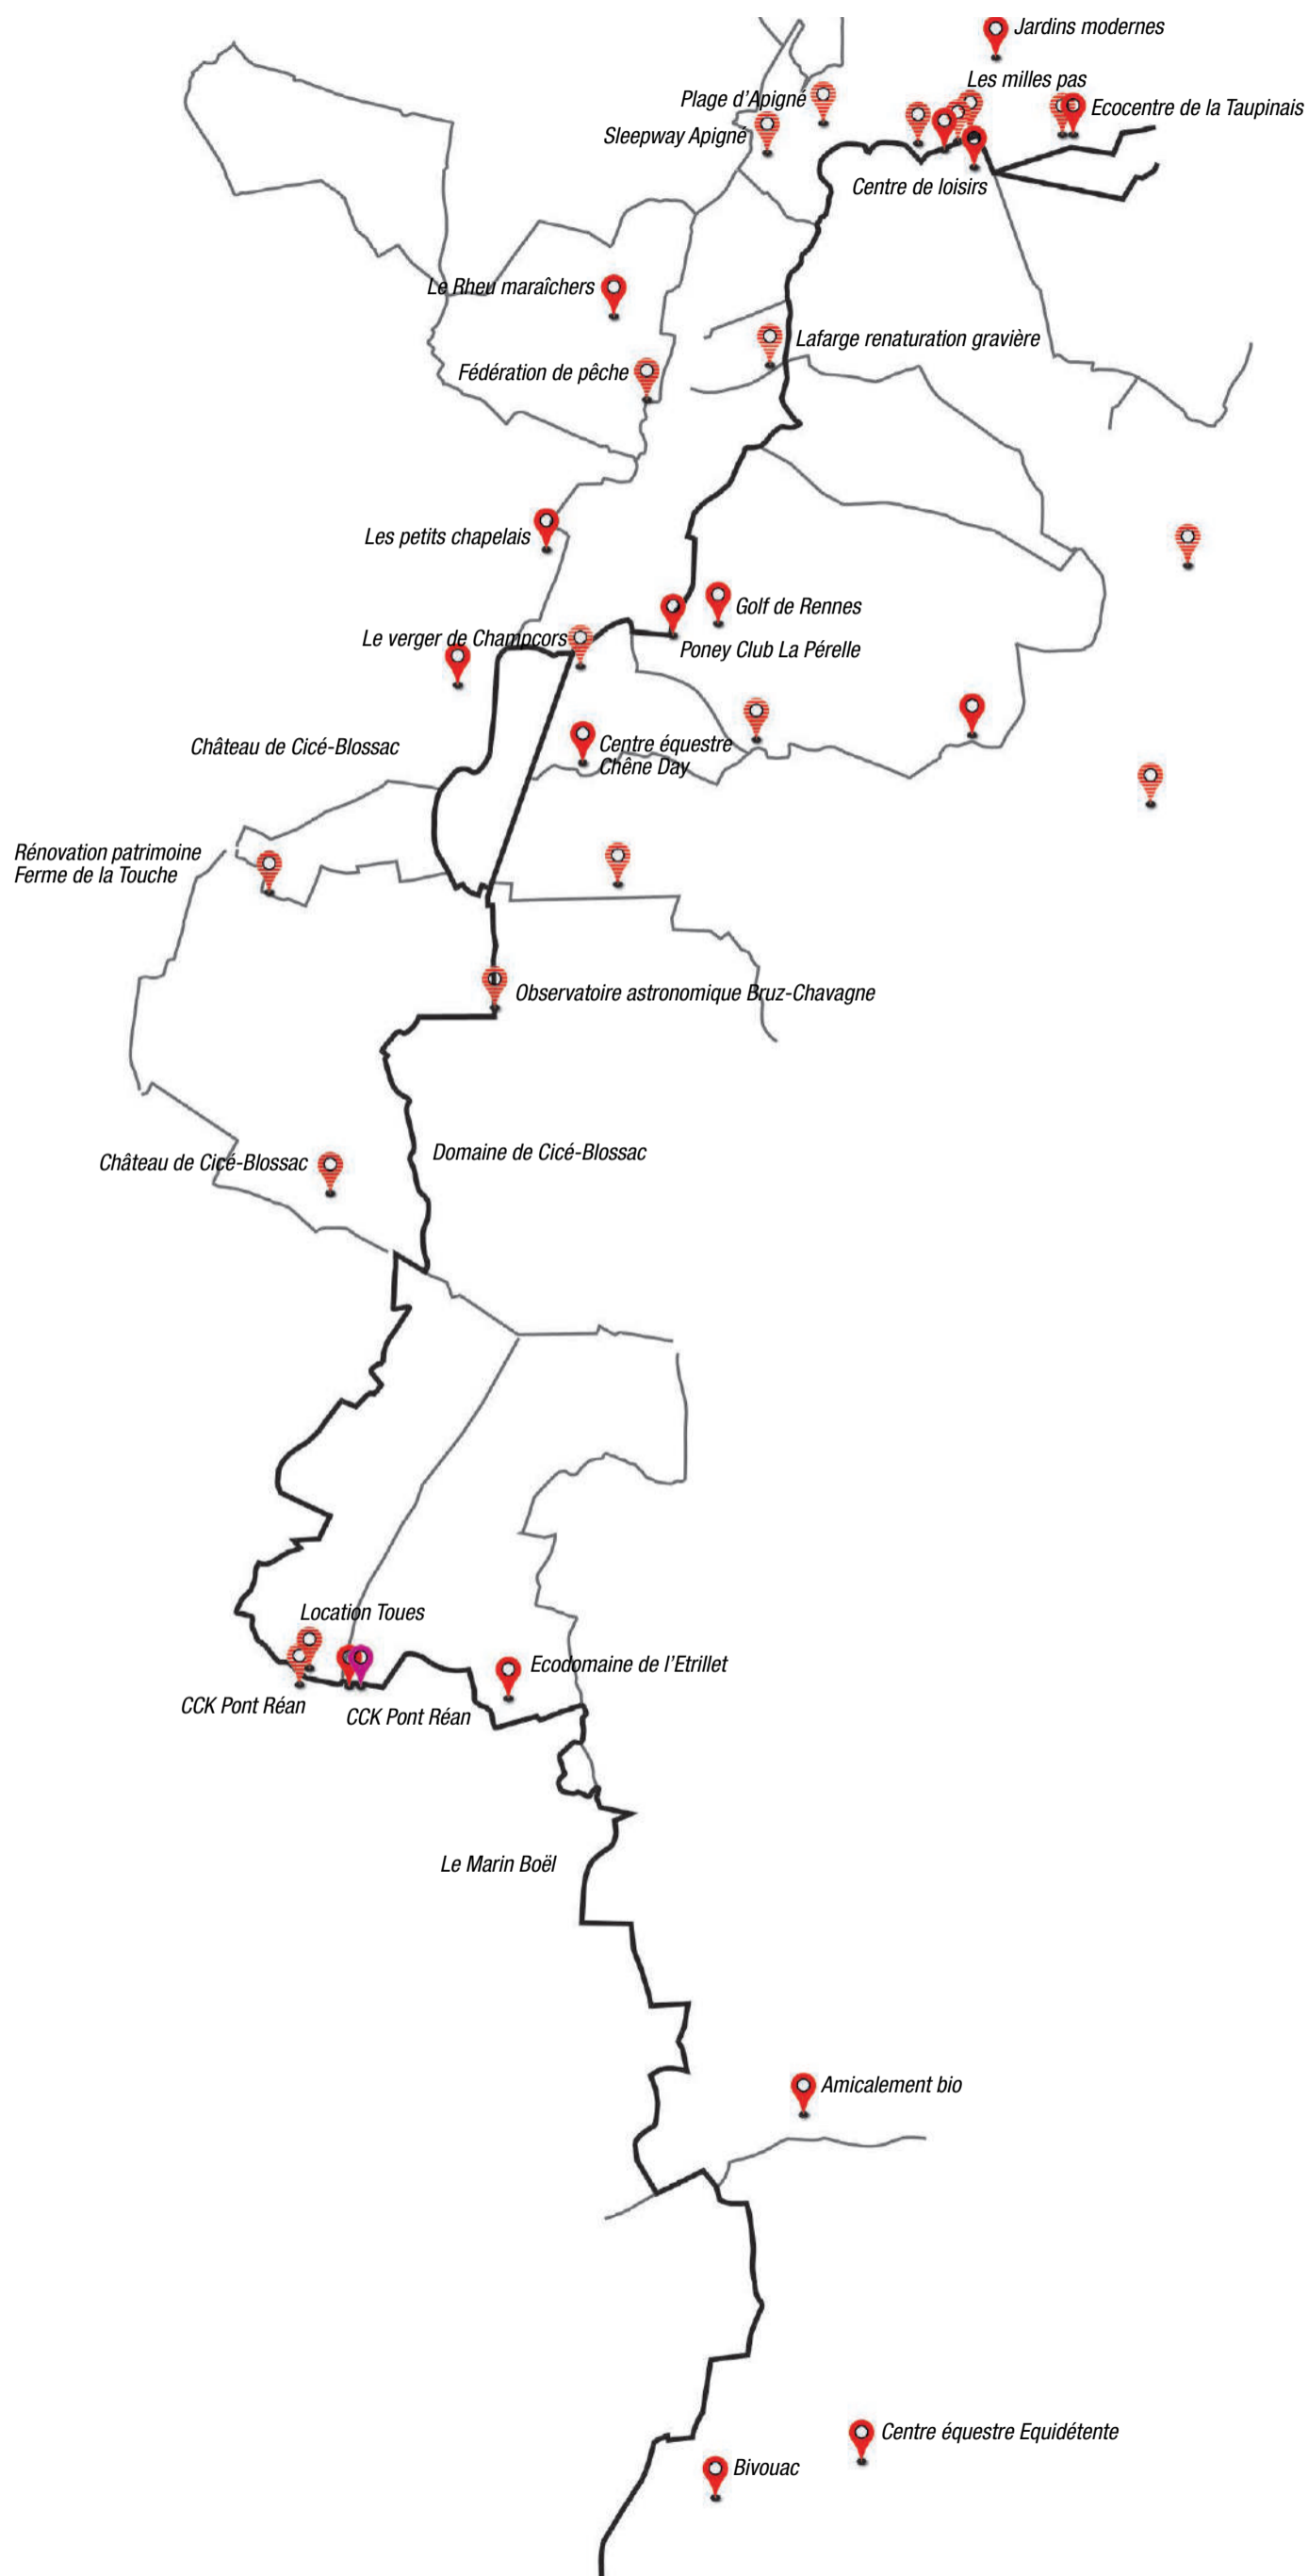 Jardins modernes
Les milles pas
Plage d'Apigné
Ecocentre de la Taupinais
Sleepway Apigné
Centre de loisirs
Le Rheu maraîchers
Lafarge renaturation gravière
Fédération de pêche
Les petits chapelais
Golf de Rennes
Le verger de Champcors
Poney Club La Pérelle
Château de Cicé-Blossac
Centre équestre
Chêne Day
Rénovation patrimoine
Ferme de la Touche
Observatoire astronomique Bruz-Chavagne
Domaine de Cicé-Blossac
Château de Cicé-Blossac
Location Toues
Ecodomaine de l'Etrillet
CCK Pont Réan
CCK Pont Réan
Le Marin Boël
Amicalement bio
Centre équestre Equidétente
Bivouac